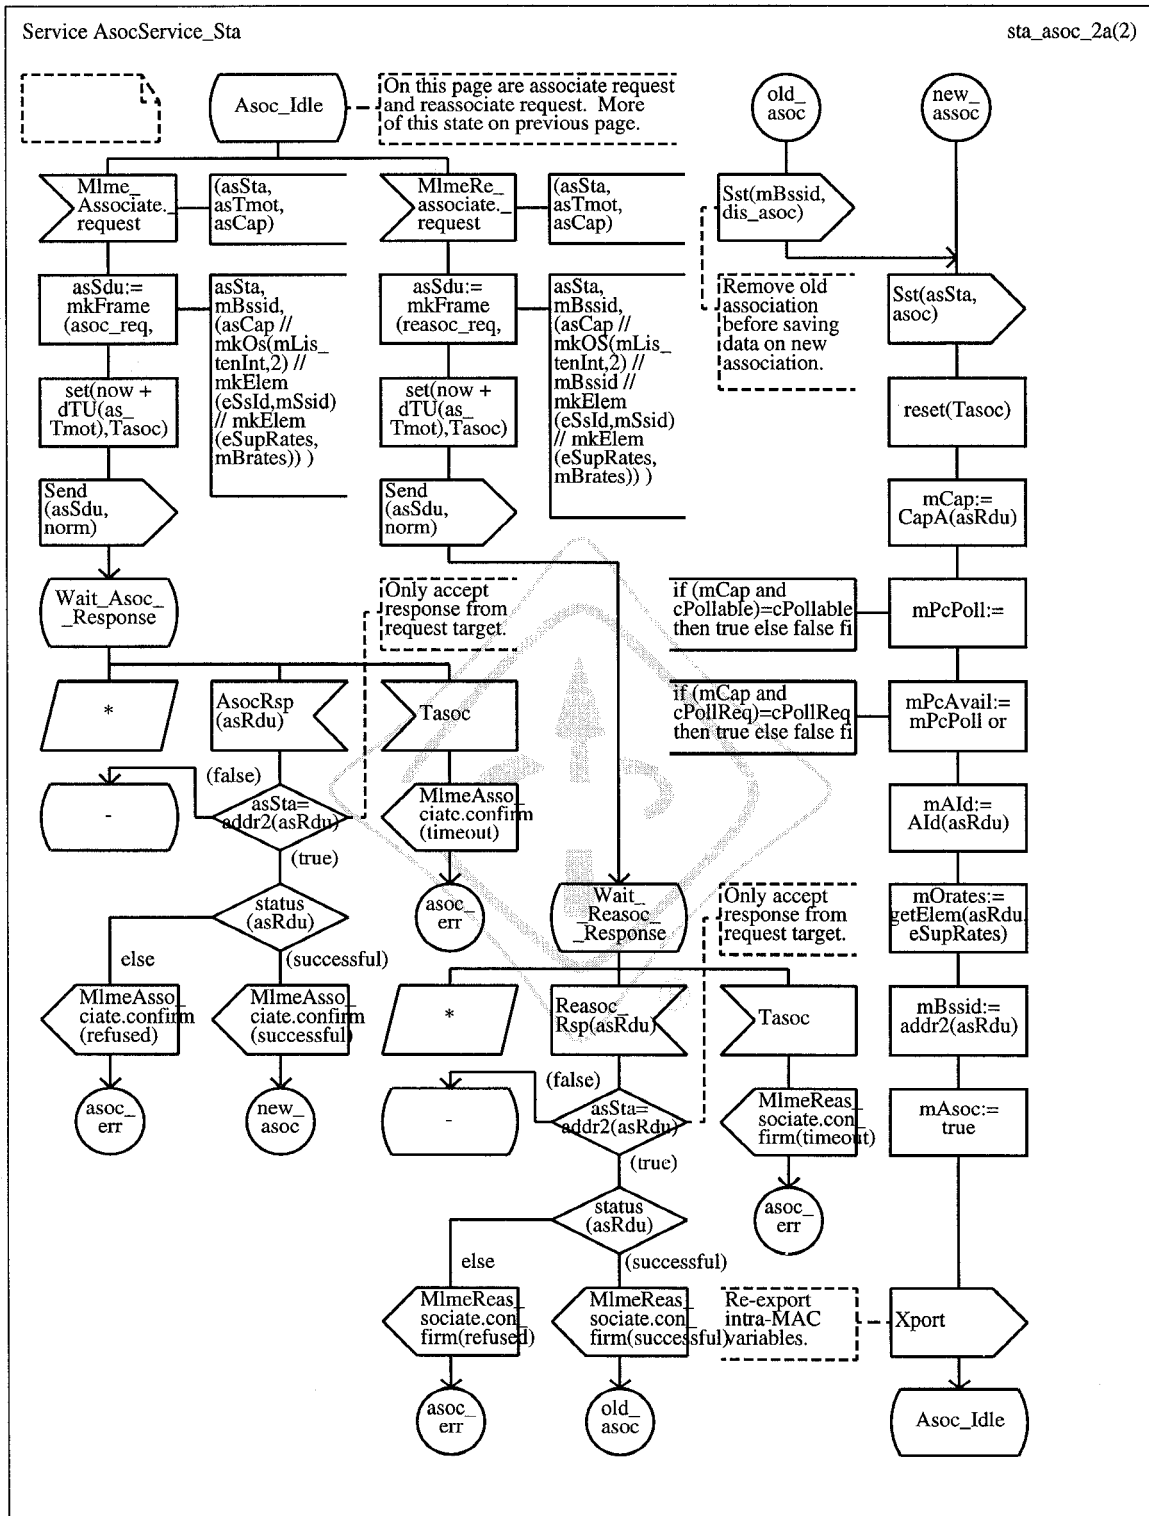 Service AsocService_Sta
sta_asoc_2a(2)
Asoc_Idle
On this page are associate request
and reassociate request. More
of this state on previous page.
old_
asoc
new_
assoc
Mlme_
Associate._
request
(asSta,
asTmot,
asCap)
MlmeRe_
associate._
request
(asSta,
asTmot,
asCap)
Sst(mBssid,
dis_asoc)
asSdu:=
mkFrame
(asoc_req,
asSta,
mBssid,
(asCap //
mkOs(mLis_
tenInt,2) //
mkElem
(eSsId,mSsid)
// mkElem
(eSupRates,
mBrates)) )
asSdu:=
mkFrame
(reasoc_req,
asSta,
mBssid,
(asCap //
mkOS(mLis_
tenInt,2) //
mBssid //
mkElem
(eSsId,mSsid)
// mkElem
(eSupRates,
mBrates)) )
Remove old
association
before saving
data on new
association.
Sst(asSta,
asoc)
set(now +
dTU(as_
Tmot),Tasoc)
set(now +
dTU(as_
Tmot),Tasoc)
reset(Tasoc)
Send
(asSdu,
norm)
Send
(asSdu,
norm)
mCap:=
CapA(asRdu)
Wait_Asoc_
_Response
Only accept
response from
request target.
if (mCap and
cPollable)=cPollable
then true else false fi
mPcPoll:=
*
AsocRsp
(asRdu)
Tasoc
if (mCap and
cPollReq)=cPollReq
then true else false fi
mPcAvail:=
mPcPoll or
(false)
-
asSta=
addr2(asRdu)
(true)
MlmeAsso_
ciate.confirm
(timeout)
mAId:=
AId(asRdu)
status
(asRdu)
asoc_
err
Wait_
_Reasoc_
_Response
Only accept
response from
request target.
mOrates:=
getElem(asRdu,
eSupRates)
else
(successful)
MlmeAsso_
ciate.confirm
(refused)
MlmeAsso_
ciate.confirm
(successful)
*
Reasoc_
Rsp(asRdu)
Tasoc
mBssid:=
addr2(asRdu)
asoc_
err
new_
asoc
(false)
-
asSta=
addr2(asRdu)
(true)
MlmeReas_
sociate.con_
firm(timeout)
mAsoc:=
true
status
(asRdu)
asoc_
err
else
(successful)
MlmeReas_
sociate.con_
firm(refused)
MlmeReas_
sociate.con_
firm(successful)
Re-export
intra-MAC
variables.
Xport
asoc_
err
old_
asoc
Asoc_Idle